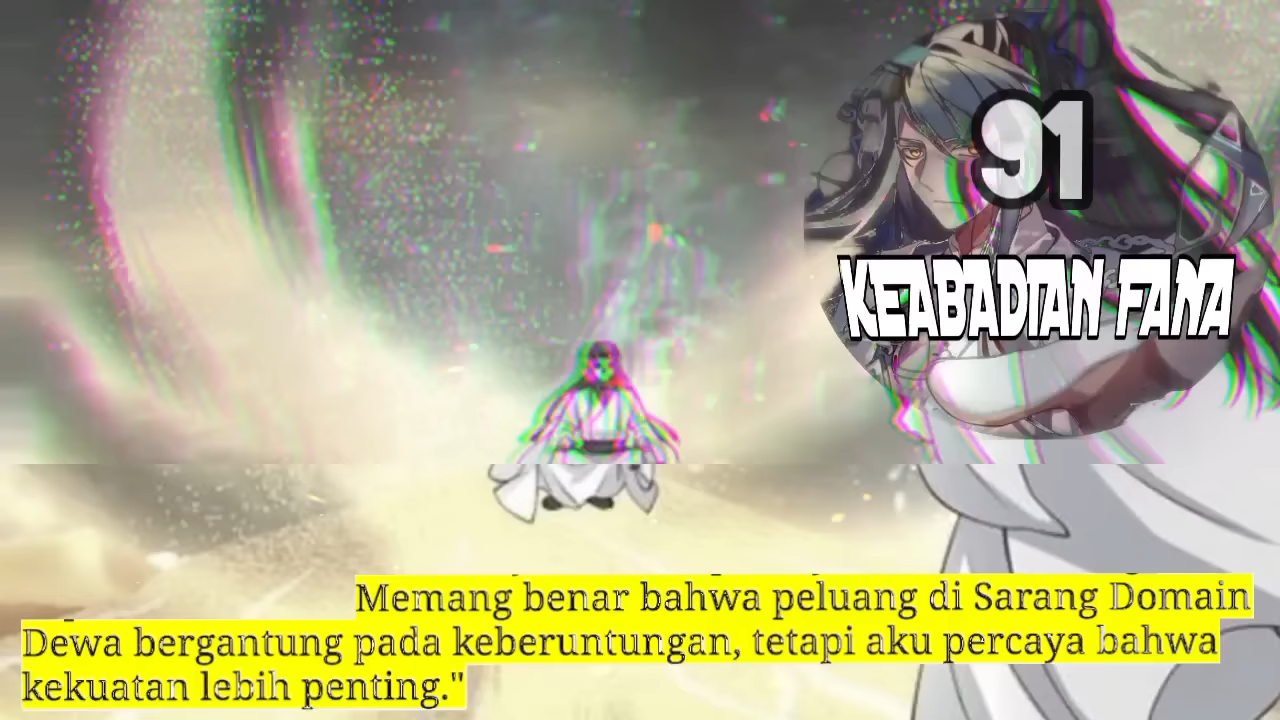 91
KEABADIAN FANA
Memang benar bahwa peluang di Sarang Domain
Dewa bergantung pada keberuntungan, tetapi aku percaya bahwa
kekuatan lebih penting."